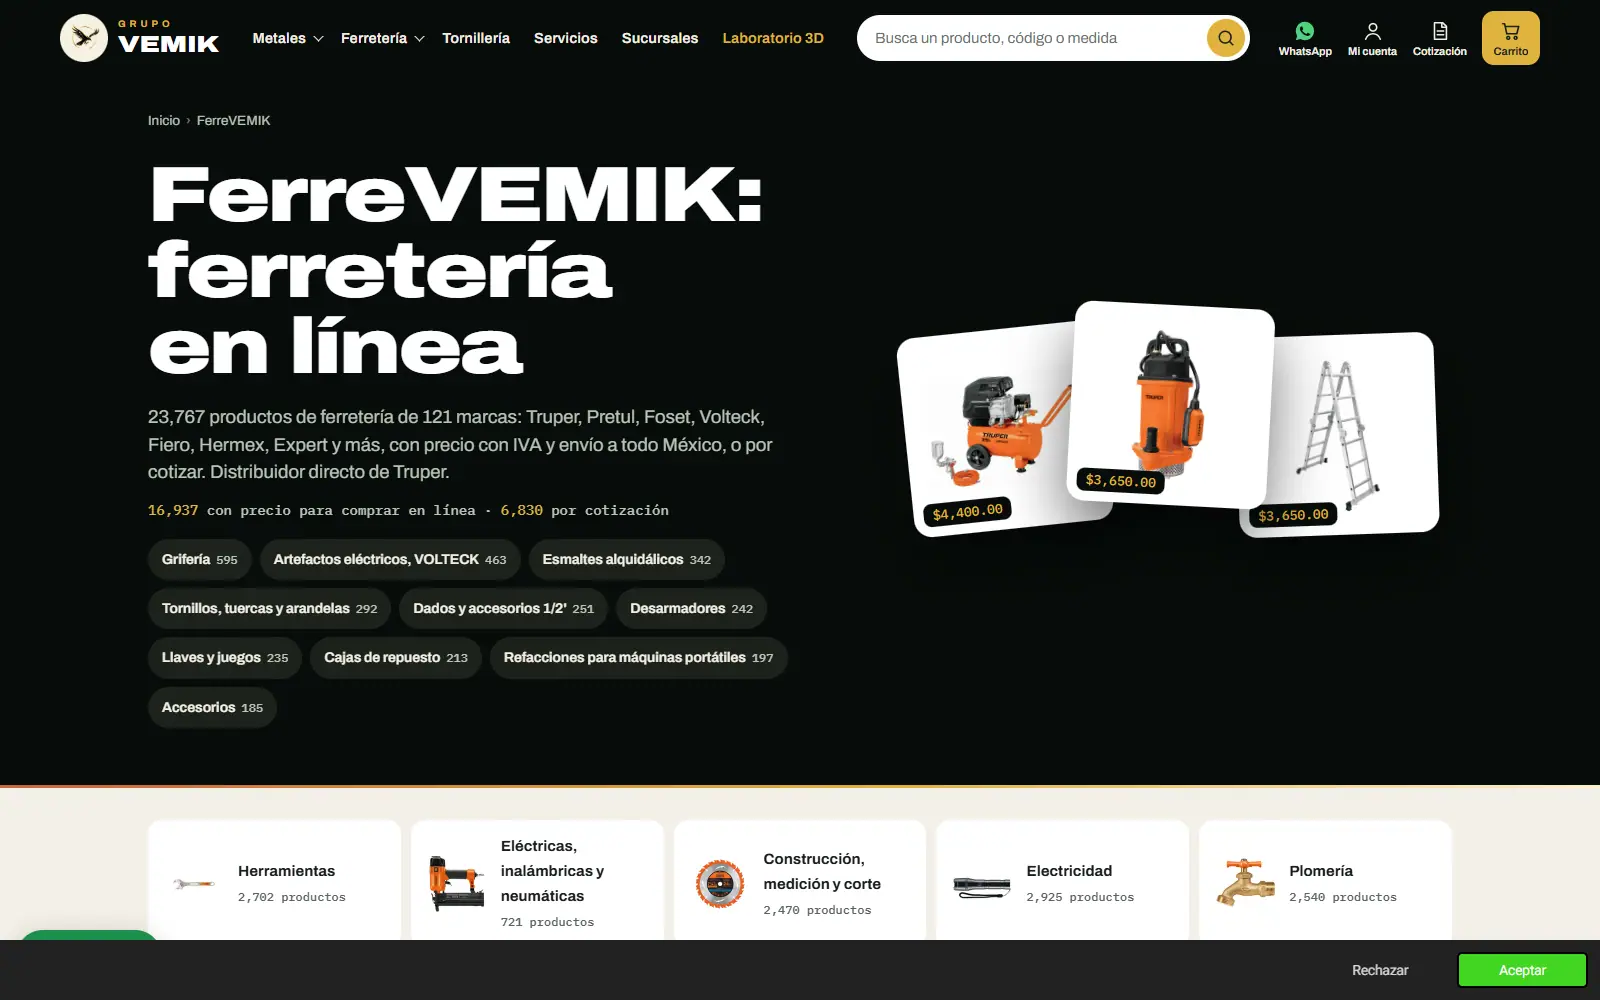 GRUPO
VEMIK
Metales
Ferretería
Tornillería
Servicios
Sucursales
Laboratorio 3D
Busca un producto, código o medida
WhatsApp
Mi cuenta
Cotización
Carrito
Inicio › FerreVEMIK
FerreVEMIK:
ferretería
en línea
23,767 productos de ferretería de 121 marcas: Truper, Pretul, Foset, Volteck,
Fiero, Hermex, Expert y más, con precio con IVA y envío a todo México, o por
cotizar. Distribuidor directo de Truper.
16,937 con precio para comprar en línea · 6,830 por cotización
Grifería 595
Artefactos eléctricos, VOLTECK 463
Esmaltes alquidálicos 342
Tornillos, tuercas y arandelas 292
Dados y accesorios 1/2' 251
Desarmadores 242
Llaves y juegos 235
Cajas de repuesto 213
Refacciones para máquinas portátiles 197
Accesorios 185
TRUPER
$4,400.00
TRUPER
$3,650.00
$3,650.00
Herramientas
2,702 productos
Eléctricas,
inalámbricas y
neumáticas
721 productos
Construcción,
medición y corte
2,470 productos
Electricidad
2,925 productos
Plomería
2,540 productos
Rechazar
Aceptar